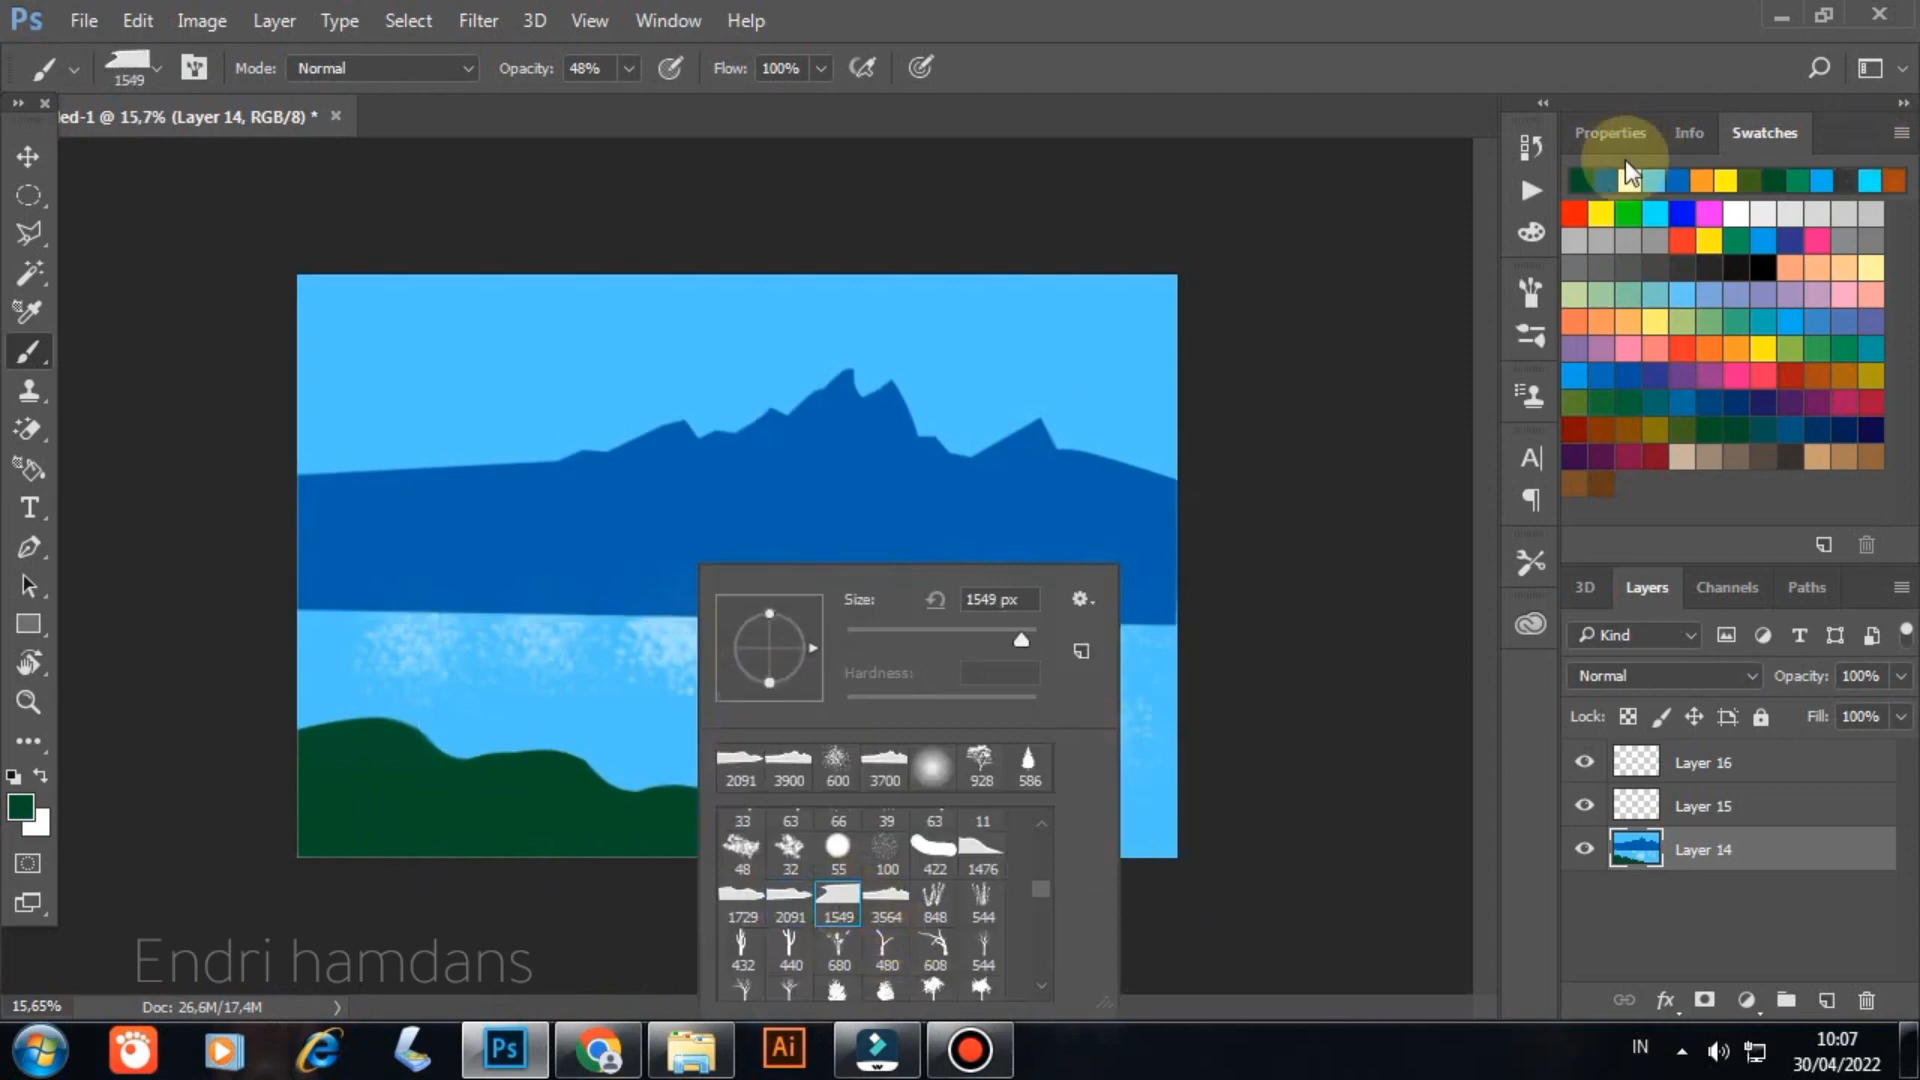 Ps File Edit Image Layer Type Select Filter 3D View Window Help
1549 Mode: Normal Opacity: 48% Flow: 100%
led-1 @ 15,7% (Layer 14, RGB/8) *
Properties Info Swatches
Size: 1549 px
Hardness:
2091 3900 600 3700 928 586
33 63 66 39 63 11
48 32 55 100 422 1476
1729 2091 1549 3564 848 544
432 440 680 480 608 544
3D Layers Channels Paths
Kind
Normal Opacity: 100%
Lock: Fill: 100%
Layer 16
Layer 15
Layer 14
fx
Endri hamdans
15,65% Doc: 26,6M/17,4M
Ps Ai IN 10:07
30/04/2022